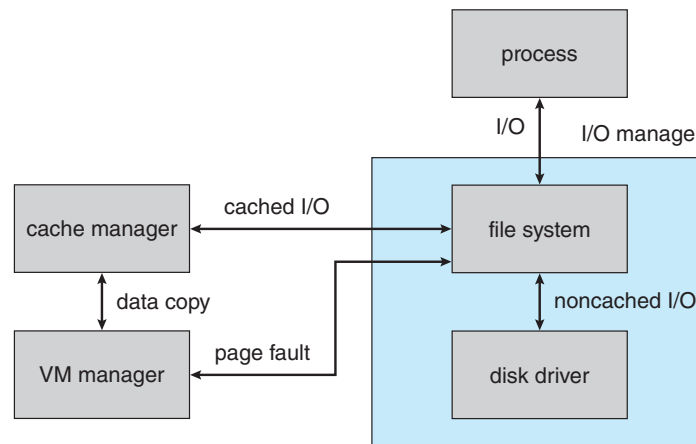 process
I/O
I/O manage
cached I/O
cache manager
file system
data copy
noncached I/O
page fault
VM manager
disk driver